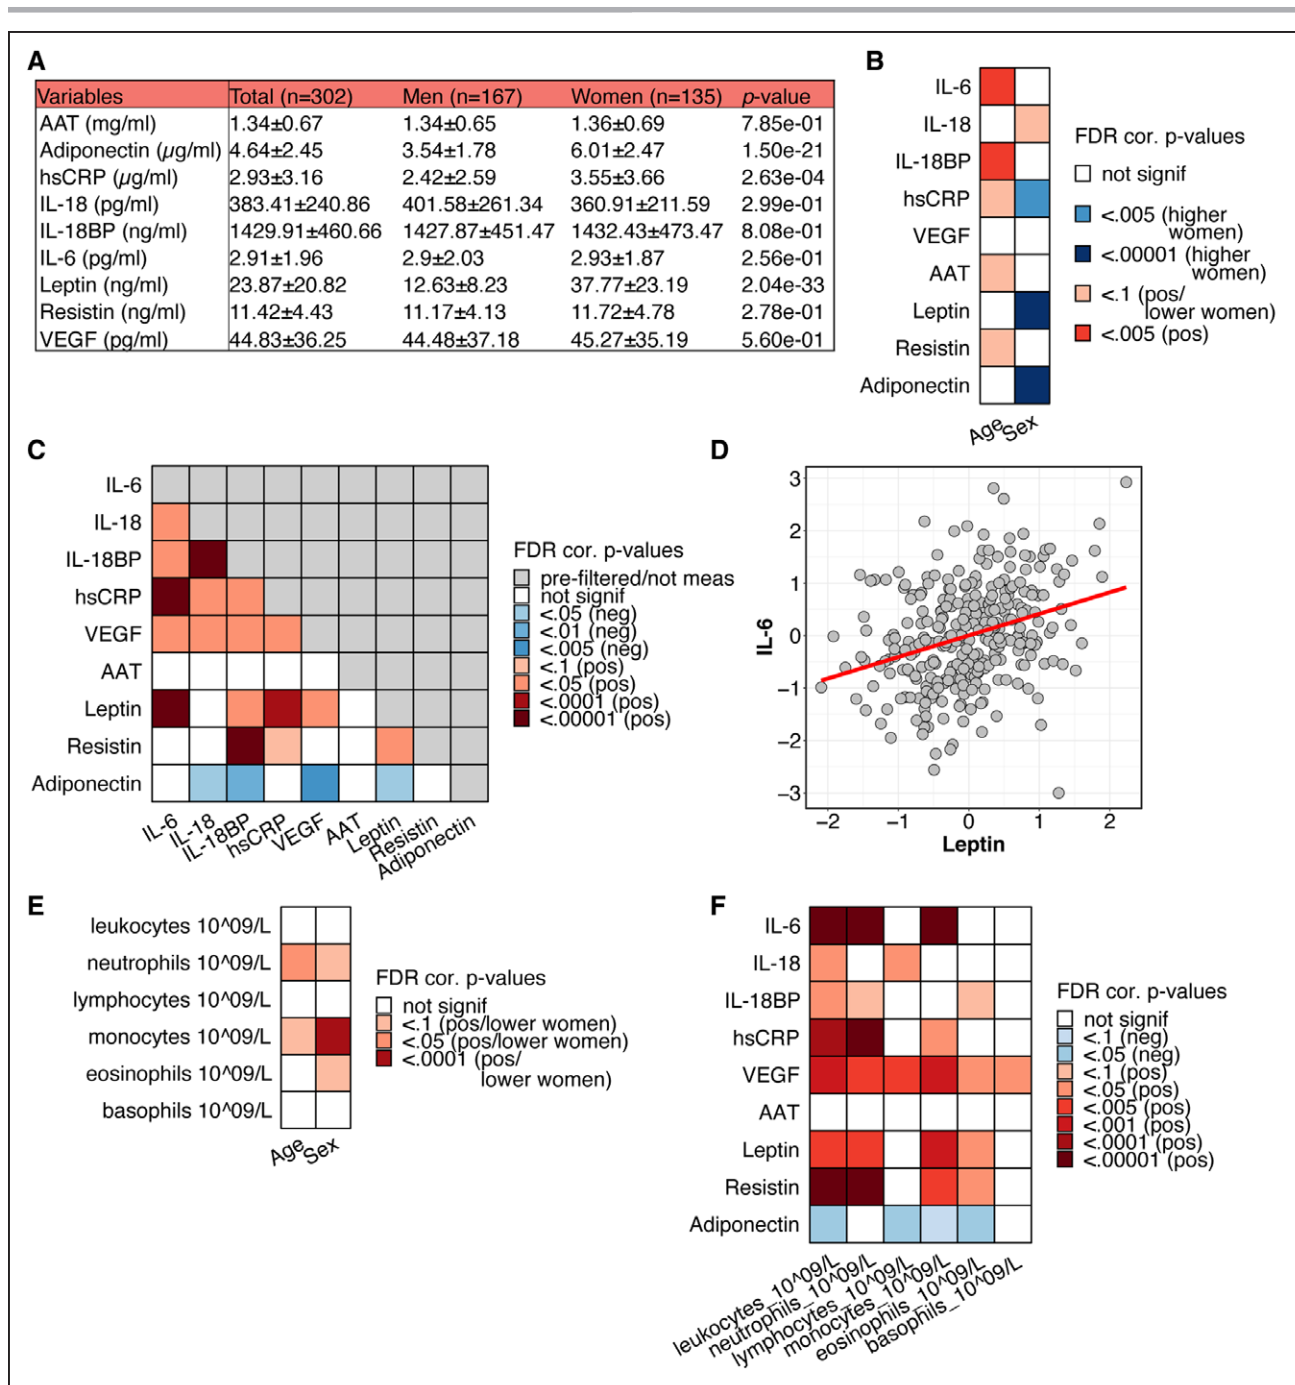 A
Variables Total (n=302) Men (n=167) Women (n=135) p-value
AAT (mg/ml) 1.34±0.67 1.34±0.65 1.36±0.69 7.85e-01
Adiponectin (µg/ml) 4.64±2.45 3.54±1.78 6.01±2.47 1.50e-21
hsCRP (µg/ml) 2.93±3.16 2.42±2.59 3.55±3.66 2.63e-04
IL-18 (pg/ml) 383.41±240.86 401.58±261.34 360.91±211.59 2.99e-01
IL-18BP (ng/ml) 1429.91±460.66 1427.87±451.47 1432.43±473.47 8.08e-01
IL-6 (pg/ml) 2.91±1.96 2.9±2.03 2.93±1.87 2.56e-01
Leptin (ng/ml) 23.87±20.82 12.63±8.23 37.77±23.19 2.04e-33
Resistin (ng/ml) 11.42±4.43 11.17±4.13 11.72±4.78 2.78e-01
VEGF (pg/ml) 44.83±36.25 44.48±37.18 45.27±35.19 5.60e-01
B
IL-6
IL-18
IL-18BP
hsCRP
VEGF
AAT
Leptin
Resistin
Adiponectin
Age
Sex
FDR cor. p-values
not signif
<.005 (higher
women)
<.00001 (higher
women)
<.1 (pos/
lower women)
<.005 (pos)
C
IL-6
IL-18
IL-18BP
hsCRP
VEGF
AAT
Leptin
Resistin
Adiponectin
IL-6
IL-18
IL-18BP
hsCRP
VEGF
AAT
Leptin
Resistin
Adiponectin
FDR cor. p-values
pre-filtered/not meas
not signif
<.05 (neg)
<.01 (neg)
<.005 (neg)
<.1 (pos)
<.05 (pos)
<.0001 (pos)
<.00001 (pos)
D
IL-6
3
2
1
0
−1
−2
−3
−2 −1 0 1 2
Leptin
E
leukocytes 10^09/L
neutrophils 10^09/L
lymphocytes 10^09/L
monocytes 10^09/L
eosinophils 10^09/L
basophils 10^09/L
Age
Sex
FDR cor. p-values
not signif
<.1 (pos/lower women)
<.05 (pos/lower women)
<.0001 (pos/
lower women)
F
IL-6
IL-18
IL-18BP
hsCRP
VEGF
AAT
Leptin
Resistin
Adiponectin
leukocytes_10^09/L
neutrophils_10^09/L
lymphocytes_10^09/L
monocytes_10^09/L
eosinophils_10^09/L
basophils_10^09/L
FDR cor. p-values
not signif
<.1 (neg)
<.05 (neg)
<.1 (pos)
<.05 (pos)
<.005 (pos)
<.001 (pos)
<.0001 (pos)
<.00001 (pos)